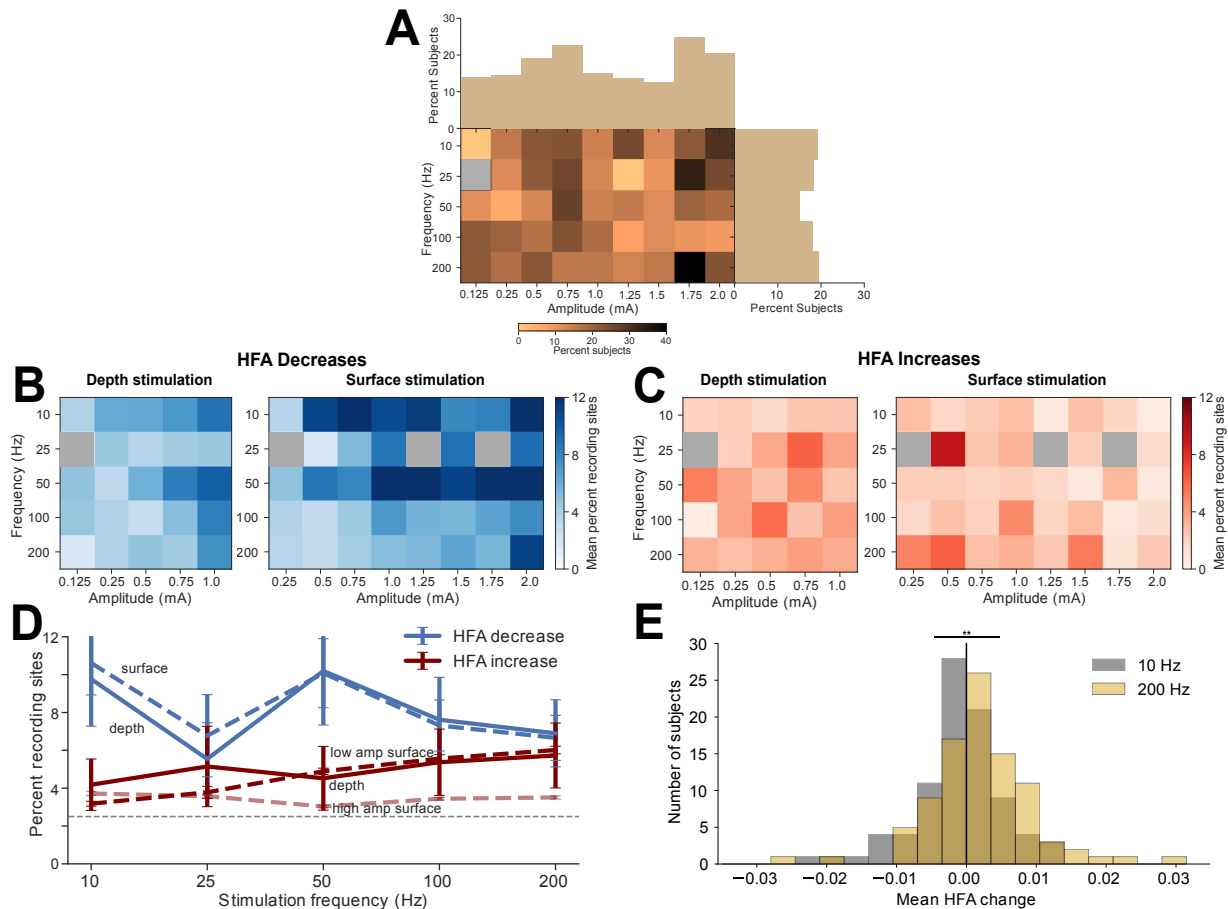 A
30
20
10
0
Percent Subjects
10
25
50
100
200
Frequency (Hz)
0.125 0.25 0.5 0.75 1.0 1.25 1.5 1.75 2.0
Amplitude (mA)
0 10 20 30
Percent Subjects
0 10 20 30 40
Percent subjects
HFA Decreases
B
Depth stimulation
Surface stimulation
10
25
50
100
200
Frequency (Hz)
0.125 0.25 0.5 0.75 1.0
Amplitude (mA)
0.25 0.5 0.75 1.0 1.25 1.5 1.75 2.0
Amplitude (mA)
12
8
4
0
Mean percent recording sites
HFA Increases
C
Depth stimulation
Surface stimulation
10
25
50
100
200
Frequency (Hz)
0.125 0.25 0.5 0.75 1.0
Amplitude (mA)
0.25 0.5 0.75 1.0 1.25 1.5 1.75 2.0
Amplitude (mA)
12
8
4
0
Mean percent recording sites
D
12
8
4
0
Percent recording sites
HFA decrease
HFA increase
surface
depth
low amp surface
depth
high amp surface
10 25 50 100 200
Stimulation frequency (Hz)
E
**
30
25
20
15
10
5
0
Number of subjects
10 Hz
200 Hz
−0.03 −0.02 −0.01 0.00 0.01 0.02 0.03
Mean HFA change